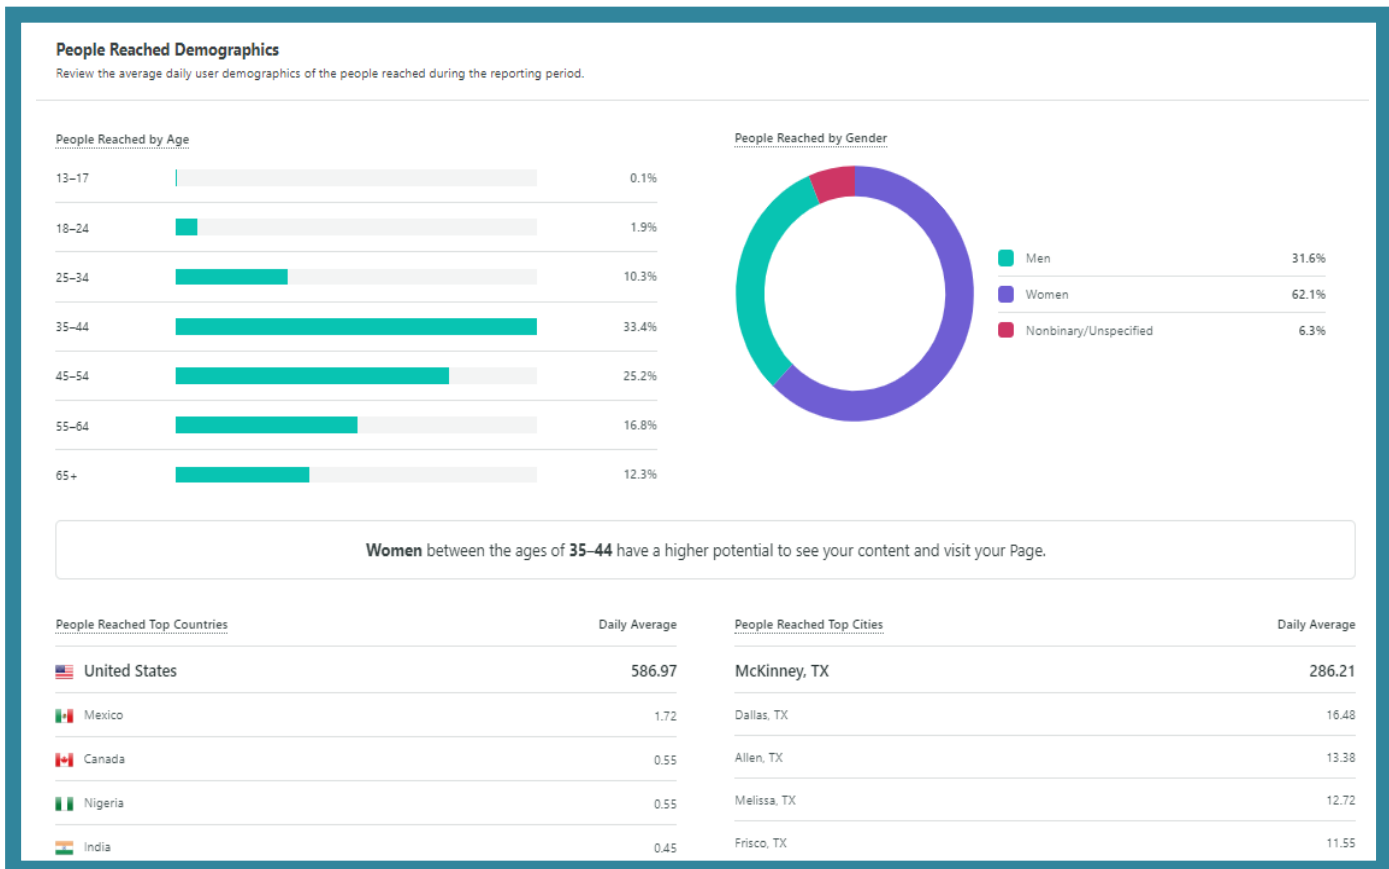 People Reached Demographics
Review the average daily user demographics of the people reached during the reporting period.
People Reached by Age
13–17 0.1%
18–24 1.9%
25–34 10.3%
35–44 33.4%
45–54 25.2%
55–64 16.8%
65+ 12.3%
People Reached by Gender
Men 31.6%
Women 62.1%
Nonbinary/Unspecified 6.3%
Women between the ages of 35–44 have a higher potential to see your content and visit your Page.
People Reached Top Countries Daily Average
United States 586.97
Mexico 1.72
Canada 0.55
Nigeria 0.55
India 0.45
People Reached Top Cities Daily Average
McKinney, TX 286.21
Dallas, TX 16.48
Allen, TX 13.38
Melissa, TX 12.72
Frisco, TX 11.55